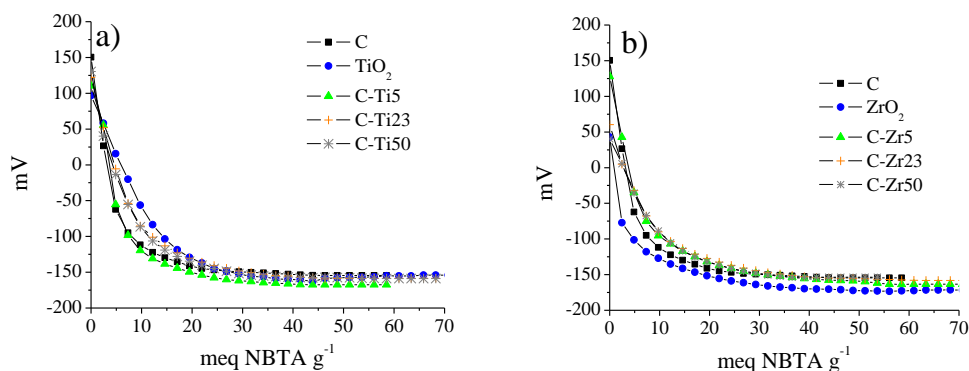 a)
C
TiO2
C-Ti5
C-Ti23
C-Ti50
200
150
100
50
0
-50
-100
-150
-200
mV
0 10 20 30 40 50 60 70
meq NBTA g-1
b)
C
ZrO2
C-Zr5
C-Zr23
C-Zr50
200
150
100
50
0
-50
-100
-150
-200
mV
0 10 20 30 40 50 60 70
meq NBTA g-1